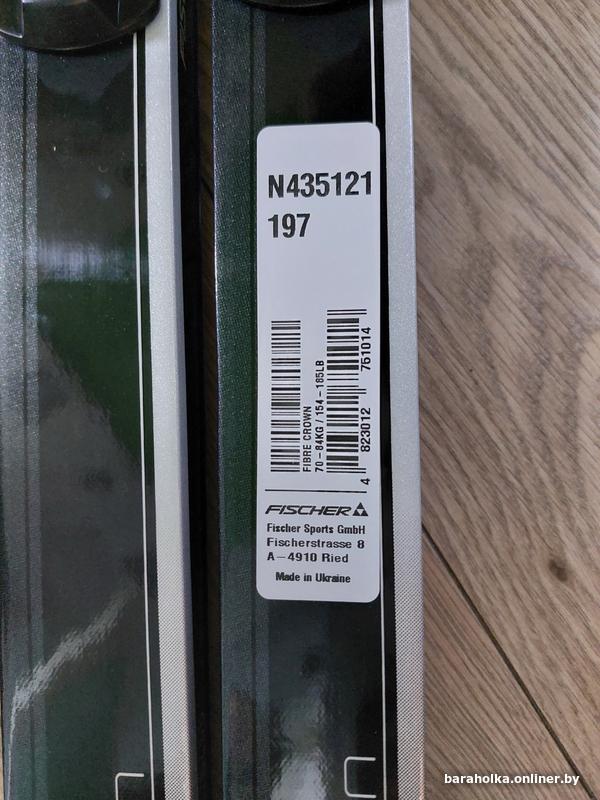 N435121
197
FIBRE CROWN
70-84KG / 154-185LB
4 823012 761014
FISCHER
Fischer Sports GmbH
Fischerstrasse 8
A-4910 Ried
Made in Ukraine
baraholka.onliner.by